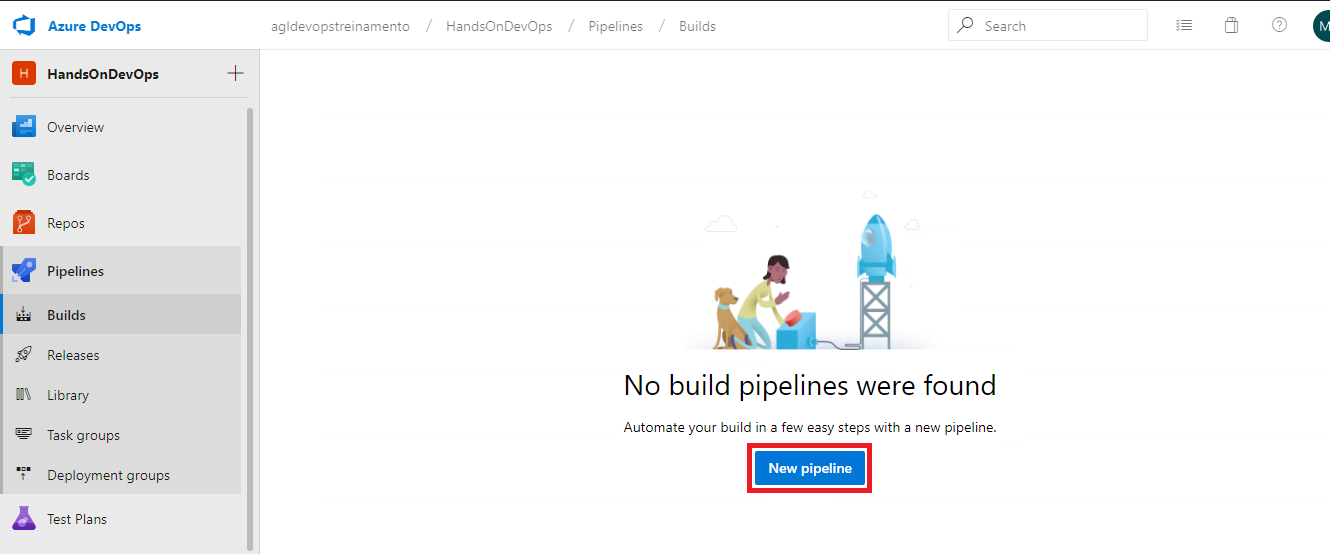 Azure DevOps
agldevopstreinamento / HandsOnDevOps / Pipelines / Builds
Search
M
H
HandsOnDevOps
Overview
Boards
Repos
Pipelines
Builds
Releases
Library
Task groups
Deployment groups
Test Plans
No build pipelines were found
Automate your build in a few easy steps with a new pipeline.
New pipeline